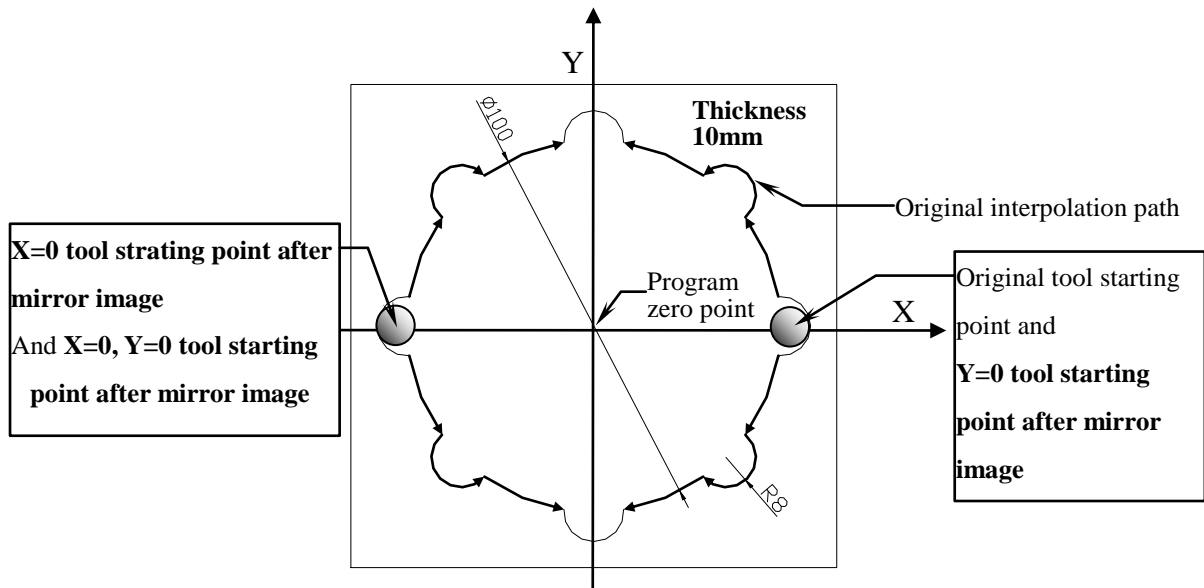 Y
ø100
Thickness
10mm
Original interpolation path
X=0 tool strating point after
mirror image
And X=0, Y=0 tool starting
point after mirror image
Program
zero point
X
Original tool starting
point and
Y=0 tool starting
point after mirror
image
R8